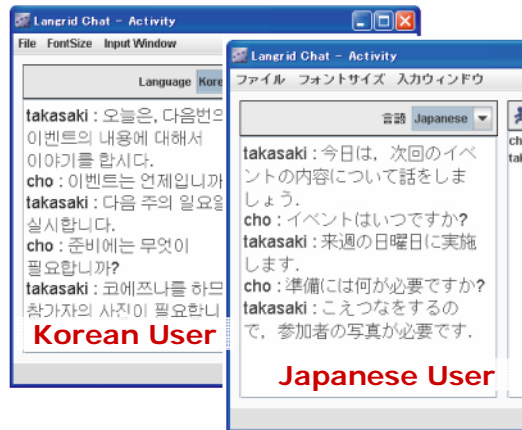 Langrid Chat – Activity
File FontSize Input Window
Language Kore
takasaki : 오늘은, 다음번의
이벤트의 내용에 대해서
이야기를 합시다.
cho : 이벤트는 언제입니까
takasaki : 다음 주의 일요일
실시합니다.
cho : 준비에는 무엇이
필요합니까?
takasaki : 코에쯔나를 하므
참가자의 사진이 필요합니
Korean User
Langrid Chat – Activity
ファイル フォントサイズ 入力ウィンドウ
言語 Japanese
takasaki : 今日は，次回のイベ
ントの内容について話をしま
しょう.
cho : イベントはいつですか?
takasaki : 来週の日曜日に実施
します.
cho : 準備には何が必要ですか?
takasaki : こえつなをするの
で，参加者の写真が必要です.
ch
tak
Japanese User